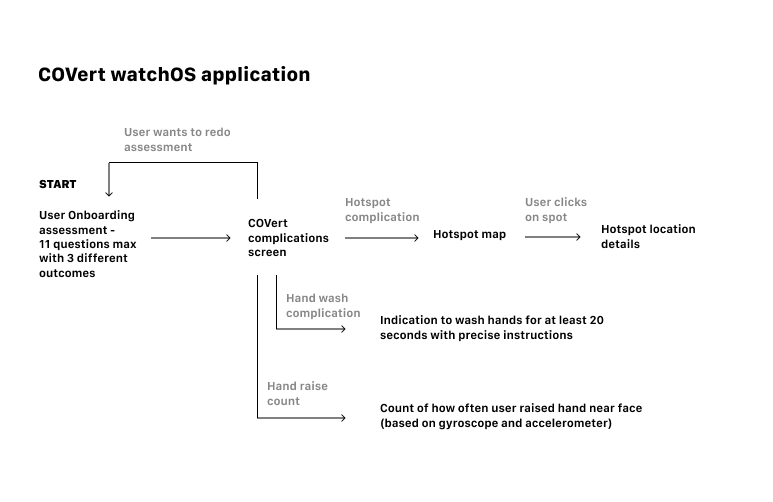 COVert watchOS application
User wants to redo
assessment
START
User Onboarding
assessment -
11 questions max
with 3 different
outcomes
COVert
complications
screen
Hotspot
complication
Hotspot map
User clicks
on spot
Hotspot location
details
Hand wash
complication
Indication to wash hands for at least 20
seconds with precise instructions
Hand raise
count
Count of how often user raised hand near face
(based on gyroscope and accelerometer)